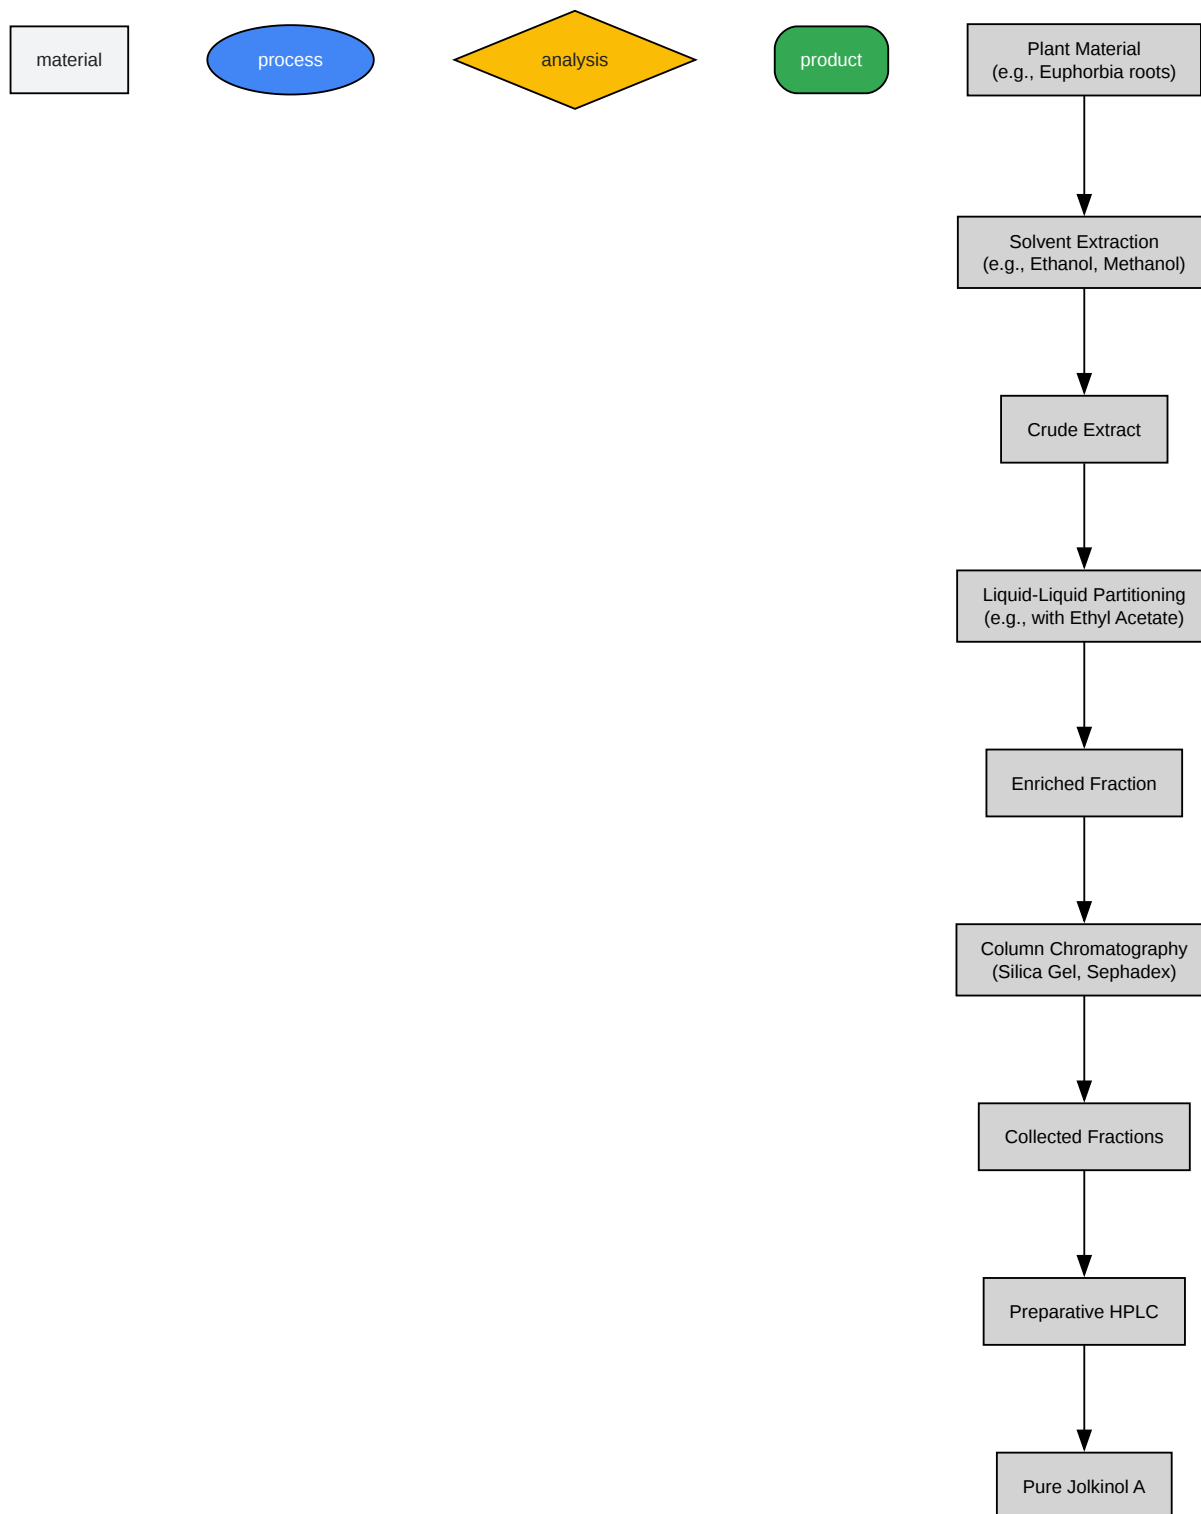 material
process
analysis
product
Plant Material
(e.g., Euphorbia roots)
Solvent Extraction
(e.g., Ethanol, Methanol)
Crude Extract
Liquid-Liquid Partitioning
(e.g., with Ethyl Acetate)
Enriched Fraction
Column Chromatography
(Silica Gel, Sephadex)
Collected Fractions
Preparative HPLC
Pure Jolkinol A